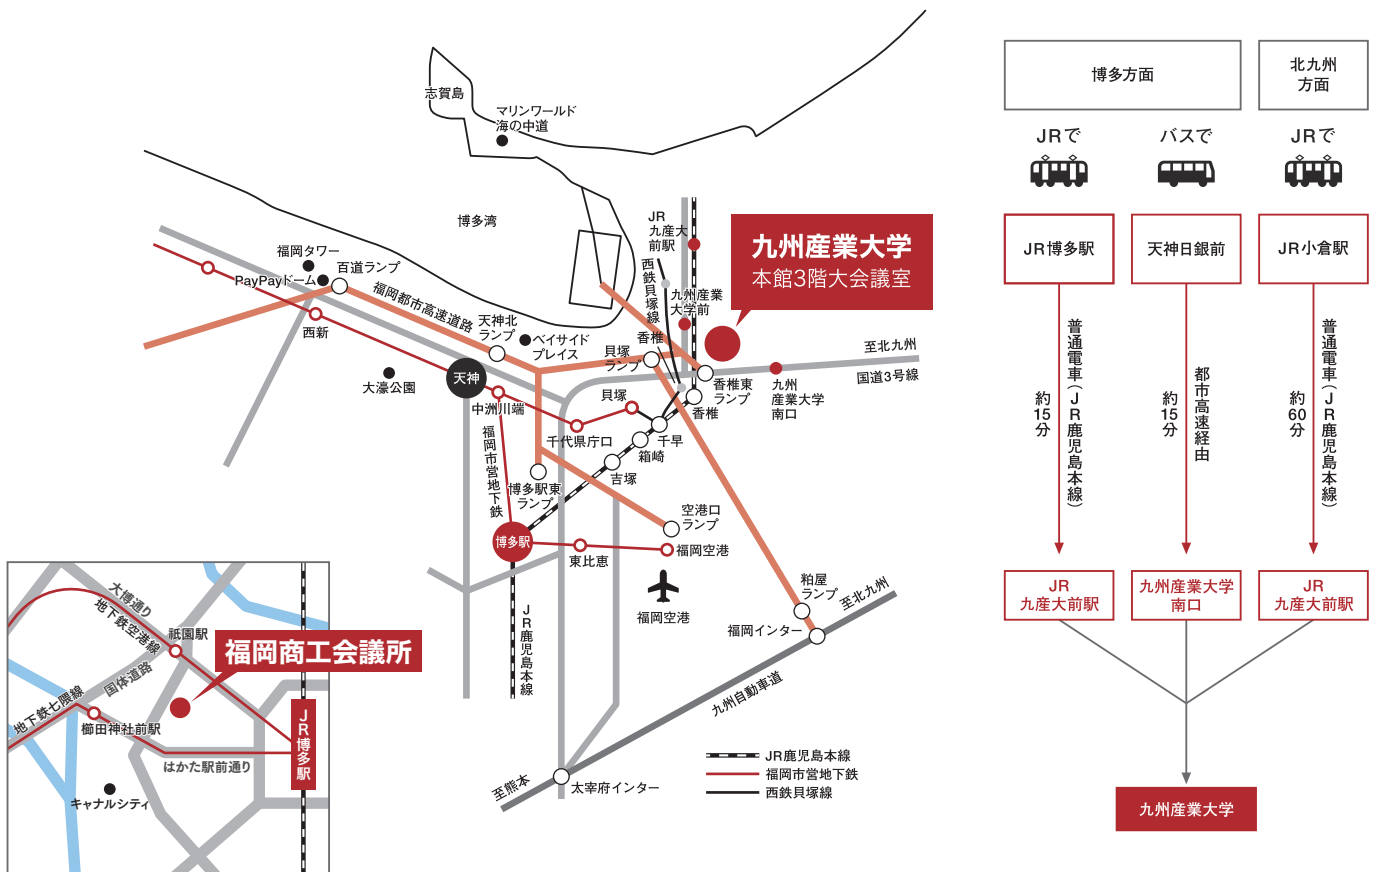 志賀島
マリンワールド
海の中道
博多湾
福岡タワー
PayPayドーム
百道ランプ
福岡都市高速道路
西新
大濠公園
天神北
ランプ
ベイサイド
プレイス
天神
中洲川端
福岡市営地下鉄
千代県庁口
貝塚
貝塚
ランプ
香椎
西鉄貝塚線
JR
九産大
前駅
九州産業
大学前
九州産業大学
本館3階大会議室
至北九州
国道3号線
香椎東
ランプ
香椎
九州
産業大学
南口
千早
箱崎
吉塚
博多駅東
ランプ
博多駅
東比恵
空港口
ランプ
福岡空港
福岡空港
JR鹿児島本線
粕屋
ランプ
福岡インター
至北九州
九州自動車道
至熊本
太宰府インター
JR鹿児島本線
福岡市営地下鉄
西鉄貝塚線
大博通り
地下鉄空港線
祇園駅
福岡商工会議所
国体道路
地下鉄七隈線
櫛田神社前駅
はかた駅前通り
キャナルシティ
JR博多駅
博多方面
北九州
方面
JRで
バスで
JRで
JR博多駅
天神日銀前
JR小倉駅
約15分
普通電車(JR鹿児島本線)
約15分
都市高速経由
約60分
普通電車(JR鹿児島本線)
JR
九産大前駅
九州産業大学
南口
JR
九産大前駅
九州産業大学